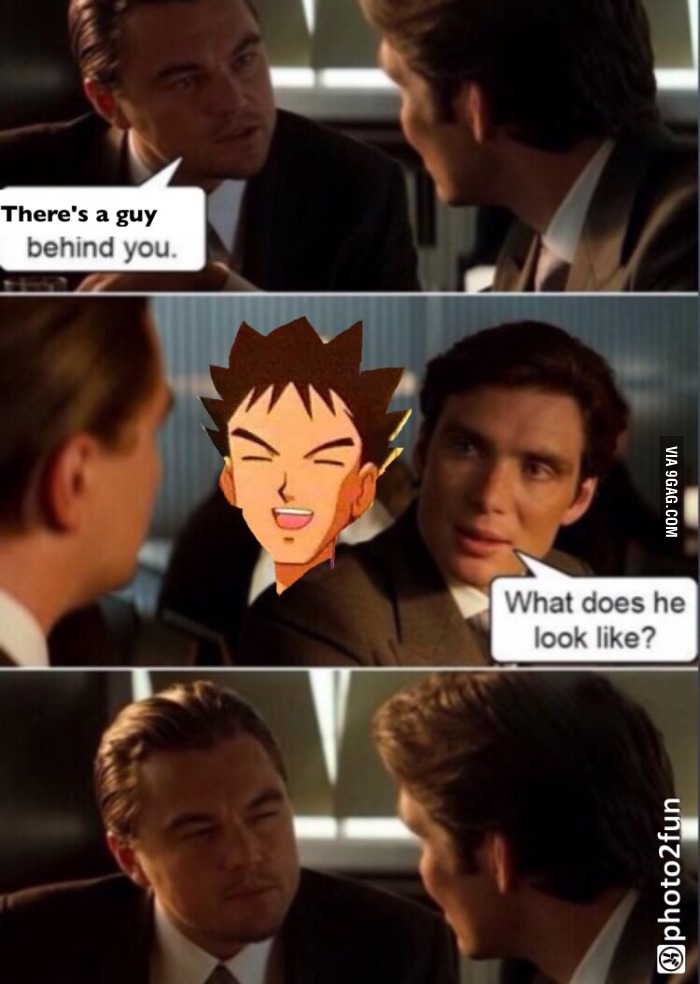 There's a guy
behind you.
VIA 9GAG.COM
What does he
look like?
photo2fun